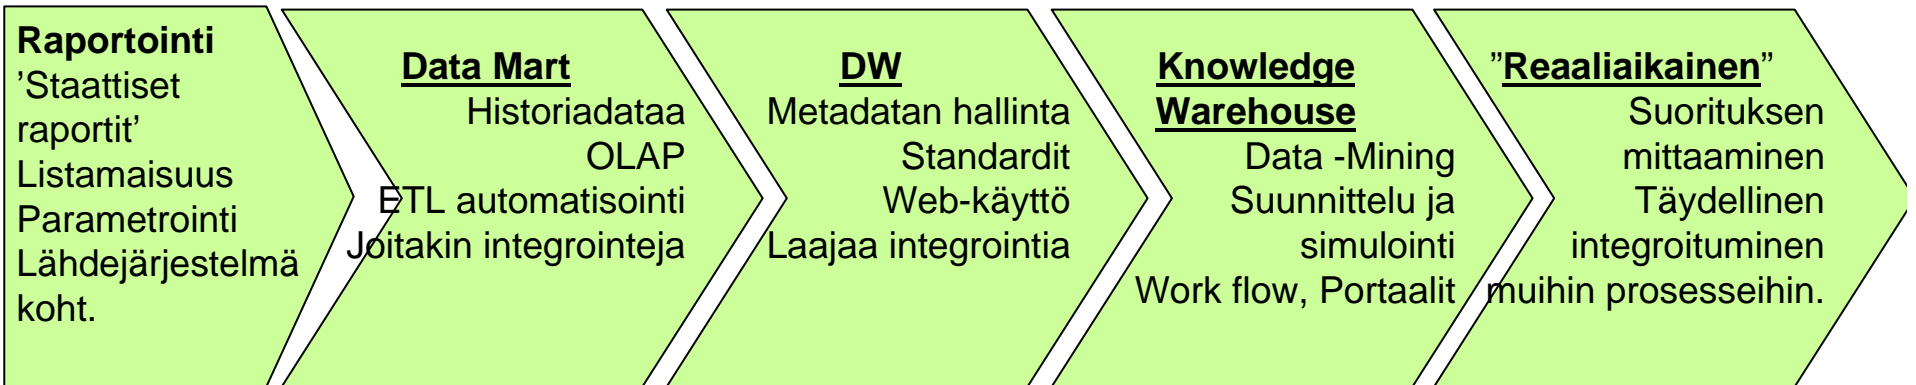 Raportointi
’Staattiset
raportit’
Listamaisuus
Parametrointi
Lähdejärjestelmä
koht.
Data Mart
Historiadataa
OLAP
ETL automatisointi
Joitakin integrointeja
DW
Metadatan hallinta
Standardit
Web-käyttö
Laajaa integrointia
Knowledge
Warehouse
Data -Mining
Suunnittelu ja
simulointi
Work flow, Portaalit
”Reaaliaikainen”
Suorituksen
mittaaminen
Täydellinen
integroituminen
muihin prosesseihin.